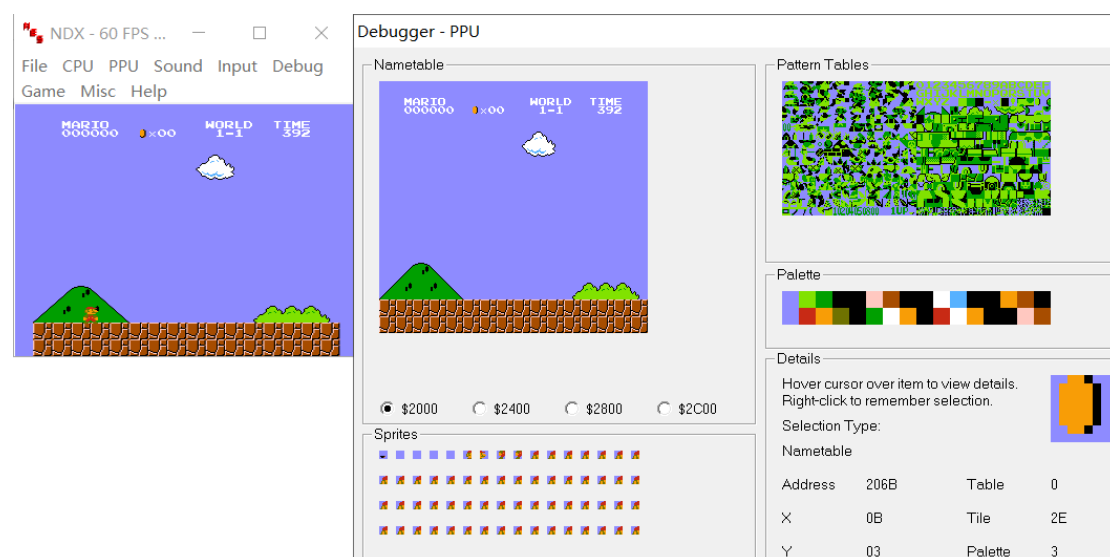 NDX - 60 FPS ...
File CPU PPU Sound Input Debug
Game Misc Help
MARIO WORLD TIME
000000 ×00 1-1 392
Debugger - PPU
Nametable
MARIO WORLD TIME
000000 ×00 1-1 392
$2000 $2400 $2800 $2C00
Sprites
Pattern Tables
Palette
Details
Hover cursor over item to view details.
Right-click to remember selection.
Selection Type:
Nametable
Address 206B Table 0
X 0B Tile 2E
Y 03 Palette 3